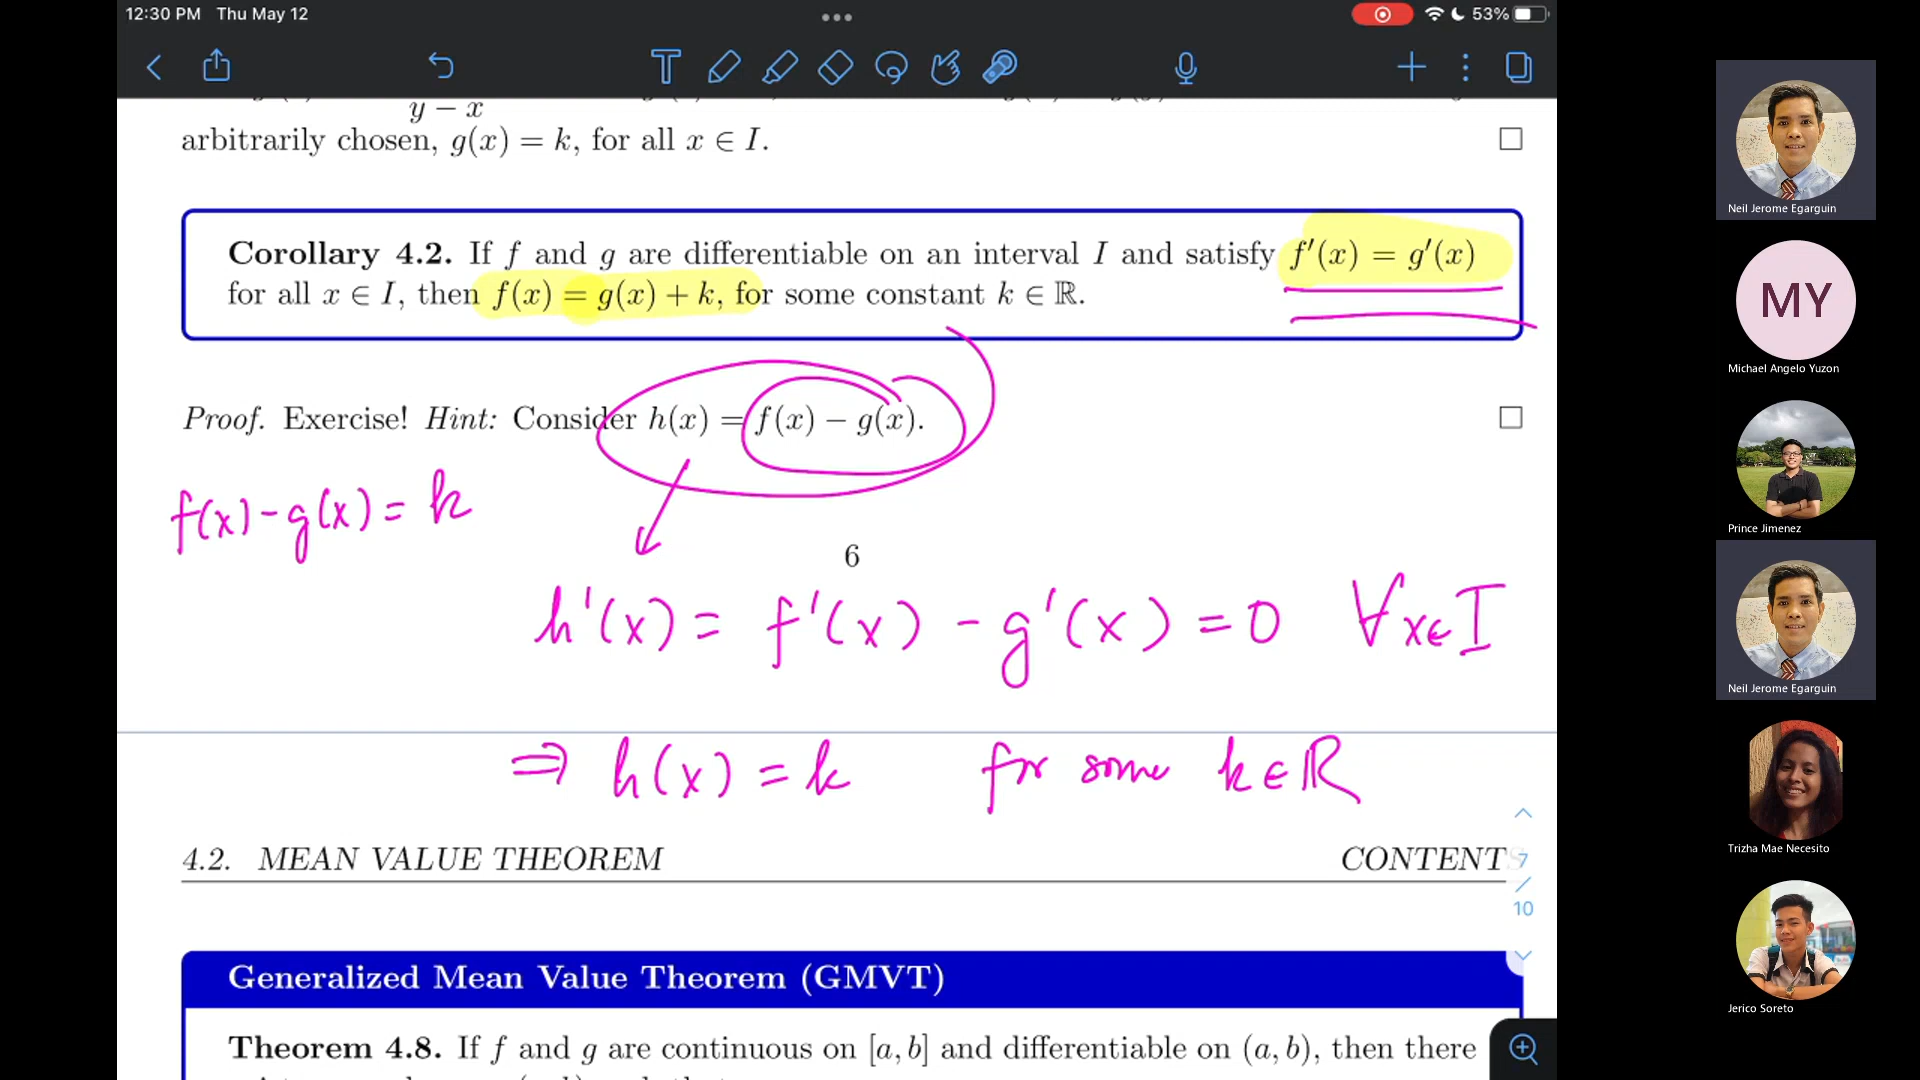 12:30 PM Thu May 12
53%
y − x
arbitrarily chosen, g(x) = k, for all x ∈ I.
Corollary 4.2. If f and g are differentiable on an interval I and satisfy f′(x) = g′(x)
for all x ∈ I, then f(x) = g(x) + k, for some constant k ∈ ℝ.
Proof. Exercise! Hint: Consider h(x) = f(x) − g(x).
f(x) - g(x) = k
6
h'(x) = f'(x) - g'(x) = 0 ∀x∈I
⇒ h(x) = k for some k∈ℝ
4.2. MEAN VALUE THEOREM CONTENTS
7
/
10
Generalized Mean Value Theorem (GMVT)
Theorem 4.8. If f and g are continuous on [a, b] and differentiable on (a, b), then there
Neil Jerome Egarguin
MY
Michael Angelo Yuzon
Prince Jimenez
Neil Jerome Egarguin
Trizha Mae Necesito
Jerico Soreto